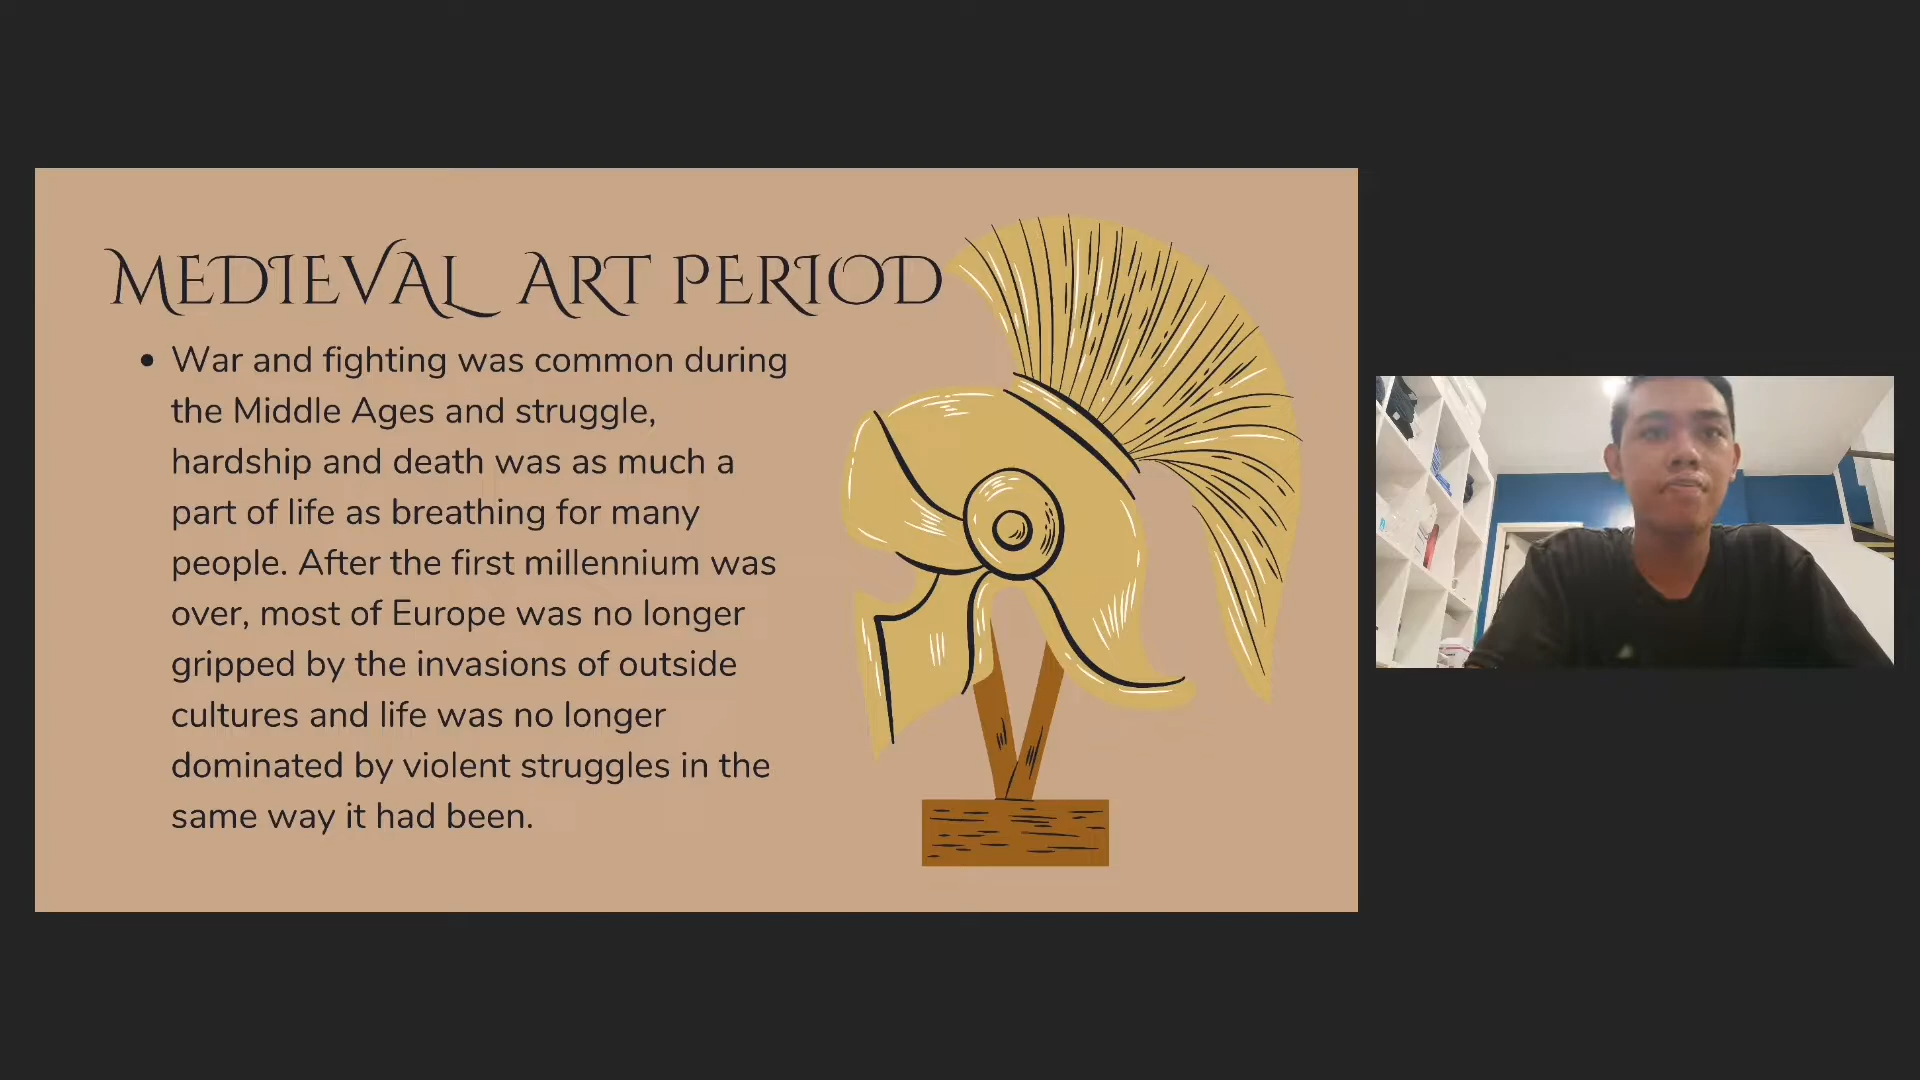 MEDIEVAL ART PERIOD
• War and fighting was common during
the Middle Ages and struggle,
hardship and death was as much a
part of life as breathing for many
people. After the first millennium was
over, most of Europe was no longer
gripped by the invasions of outside
cultures and life was no longer
dominated by violent struggles in the
same way it had been.